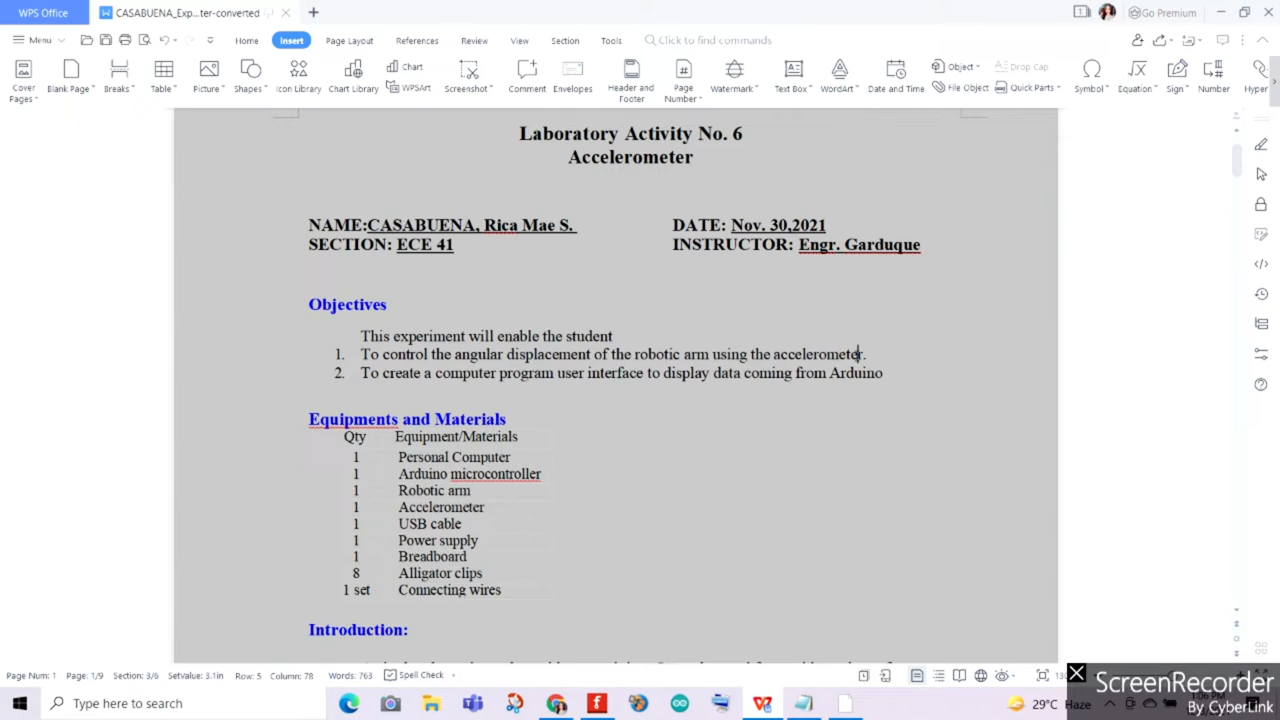 WPS Office
CASABUENA_Exp...ter-converted
Go Premium
Menu
Home
Insert
Page Layout
References
Review
View
Section
Tools
Click to find commands
Cover Pages
Blank Page
Breaks
Table
Picture
Shapes
Icon Library
Chart Library
Chart
WPSArt
Screenshot
Comment
Envelopes
Header and Footer
Page Number
Watermark
Text Box
WordArt
Date and Time
Object
File Object
Drop Cap
Quick Parts
Symbol
Equation
Sign
Number
Hyper
Laboratory Activity No. 6
Accelerometer
NAME:CASABUENA, Rica Mae S. DATE: Nov. 30,2021
SECTION: ECE 41 INSTRUCTOR: Engr. Garduque
Objectives
This experiment will enable the student
1. To control the angular displacement of the robotic arm using the accelerometer.
2. To create a computer program user interface to display data coming from Arduino
Equipments and Materials
Qty Equipment/Materials
1 Personal Computer
1 Arduino microcontroller
1 Robotic arm
1 Accelerometer
1 USB cable
1 Power supply
1 Breadboard
8 Alligator clips
1 set Connecting wires
Introduction:
Page Num: 1 Page: 1/9 Section: 3/6 SetValue: 3.1in Row: 5 Column: 78 Words: 763 Spell Check
Type here to search
29°C Haze
ScreenRecorder
By CyberLink